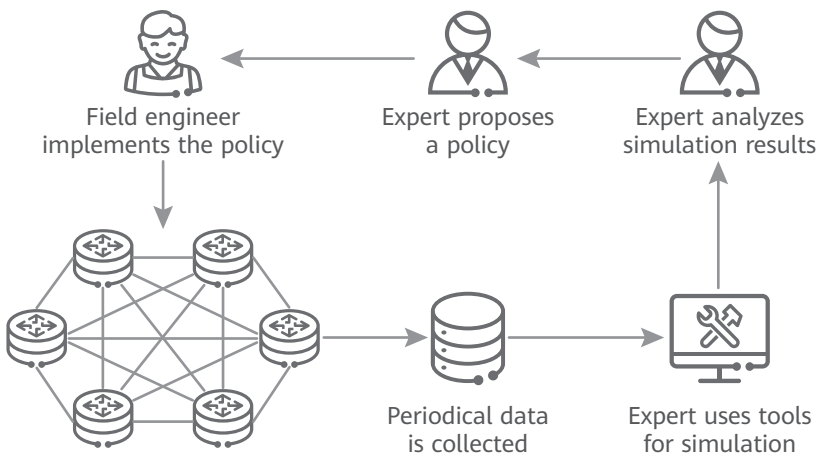 Field engineer
implements the policy
Expert proposes
a policy
Expert analyzes
simulation results
Periodical data
is collected
Expert uses tools
for simulation